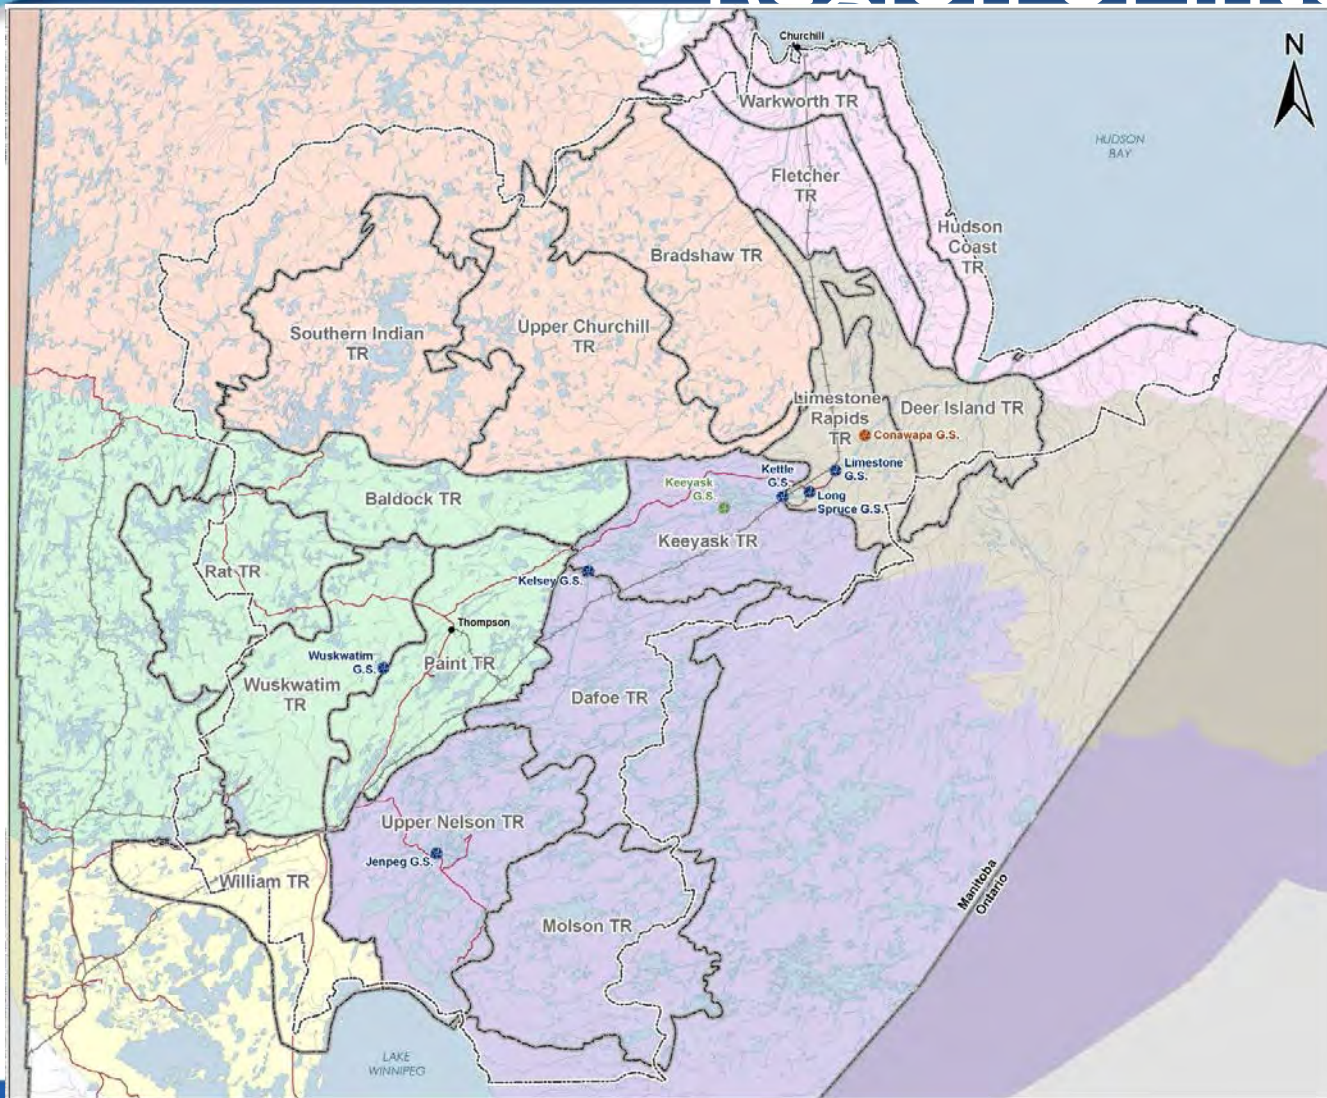 Churchill
N
Warkworth TR
HUDSON
BAY
Fletcher
TR
Hudson
Coast
TR
Bradshaw TR
Southern Indian
TR
Upper Churchill
TR
Limestone
Rapids
TR
Deer Island TR
Conawapa G.S.
Limestone
G.S.
Kettle
G.S.
Long
Spruce G.S.
Keeyask
G.S.
Baldock TR
Keeyask TR
Rat TR
Kelsey G.S.
Thompson
Wuskwatim
G.S.
Paint TR
Wuskwatim
TR
Dafoe TR
Upper Nelson TR
Jenpeg G.S.
William TR
Manitoba
Ontario
Molson TR
LAKE
WINNIPEG